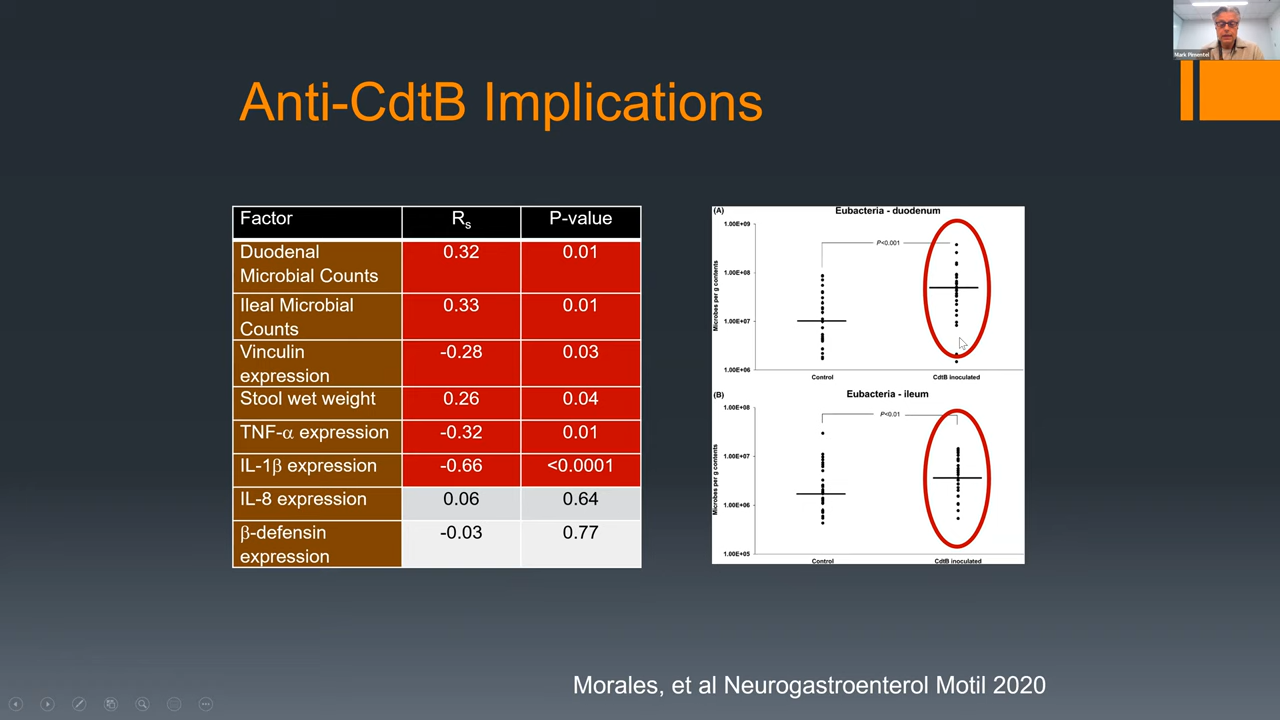 Mark Pimentel
Anti-CdtB Implications
Factor Rs P-value
Duodenal
Microbial Counts 0.32 0.01
Ileal Microbial
Counts 0.33 0.01
Vinculin
expression -0.28 0.03
Stool wet weight 0.26 0.04
TNF-α expression -0.32 0.01
IL-1β expression -0.66 <0.0001
IL-8 expression 0.06 0.64
β-defensin
expression -0.03 0.77
(A) Eubacteria - duodenum
1.00E+09
P<0.001
1.00E+08
Microbes per g contents
1.00E+07
1.00E+06
Control CdtB inoculated
(B) Eubacteria - ileum
1.00E+08
P<0.01
1.00E+07
Microbes per g contents
1.00E+06
1.00E+05
Control CdtB inoculated
Morales, et al Neurogastroenterol Motil 2020